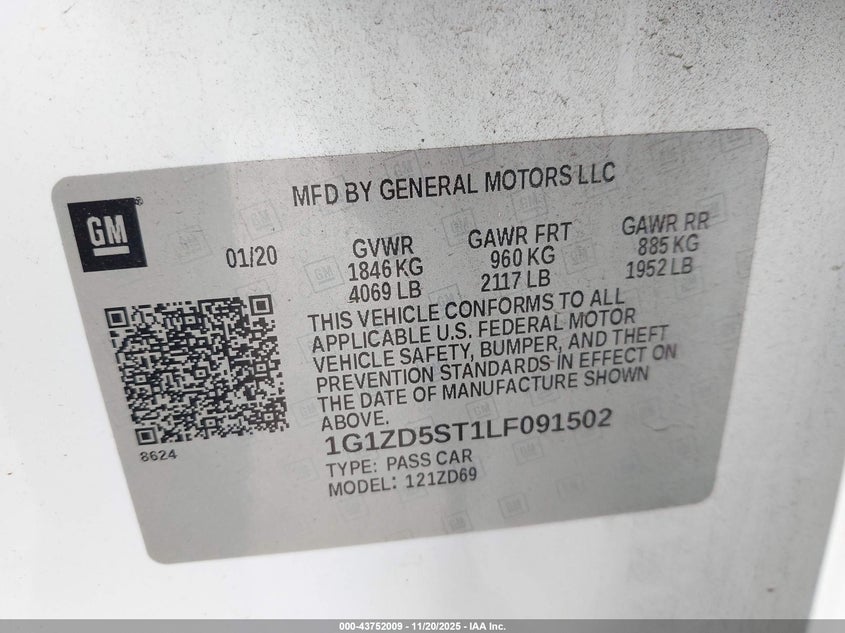 MFD BY GENERAL MOTORS LLC
GM
01/20
GVWR
1846 KG
4069 LB
GAWR FRT
960 KG
2117 LB
GAWR RR
885 KG
1952 LB
THIS VEHICLE CONFORMS TO ALL
APPLICABLE U.S. FEDERAL MOTOR
VEHICLE SAFETY, BUMPER, AND THEFT
PREVENTION STANDARDS IN EFFECT ON
THE DATE OF MANUFACTURE SHOWN
ABOVE.
8624
1G1ZD5ST1LF091502
TYPE: PASS CAR
MODEL: 121ZD69
000-43752009 - 11/20/2025 - IAA Inc.